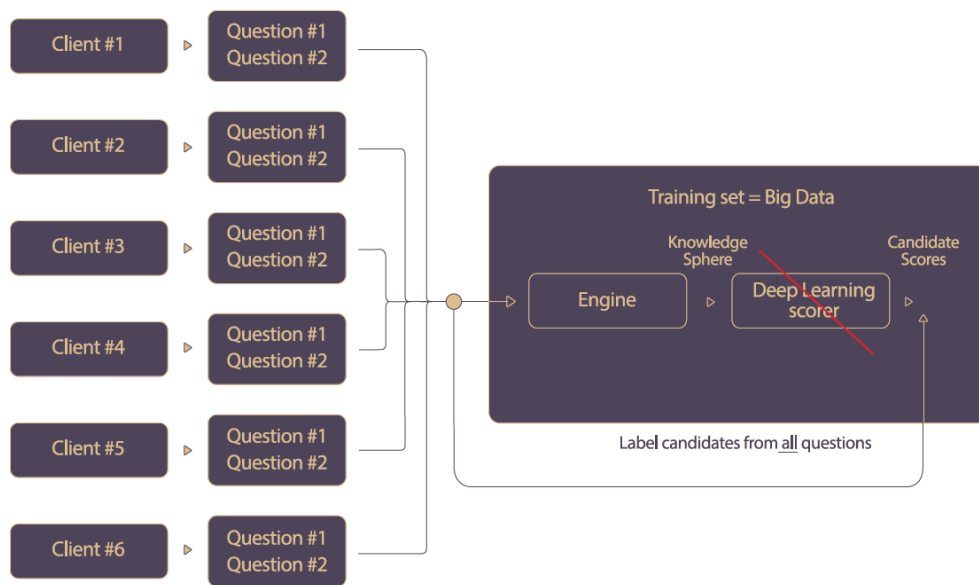 Client #1
Question #1
Question #2
Client #2
Question #1
Question #2
Client #3
Question #1
Question #2
Client #4
Question #1
Question #2
Client #5
Question #1
Question #2
Client #6
Question #1
Question #2
Training set = Big Data
Knowledge
Sphere
Candidate
Scores
Engine
Deep Learning
scorer
Label candidates from all questions